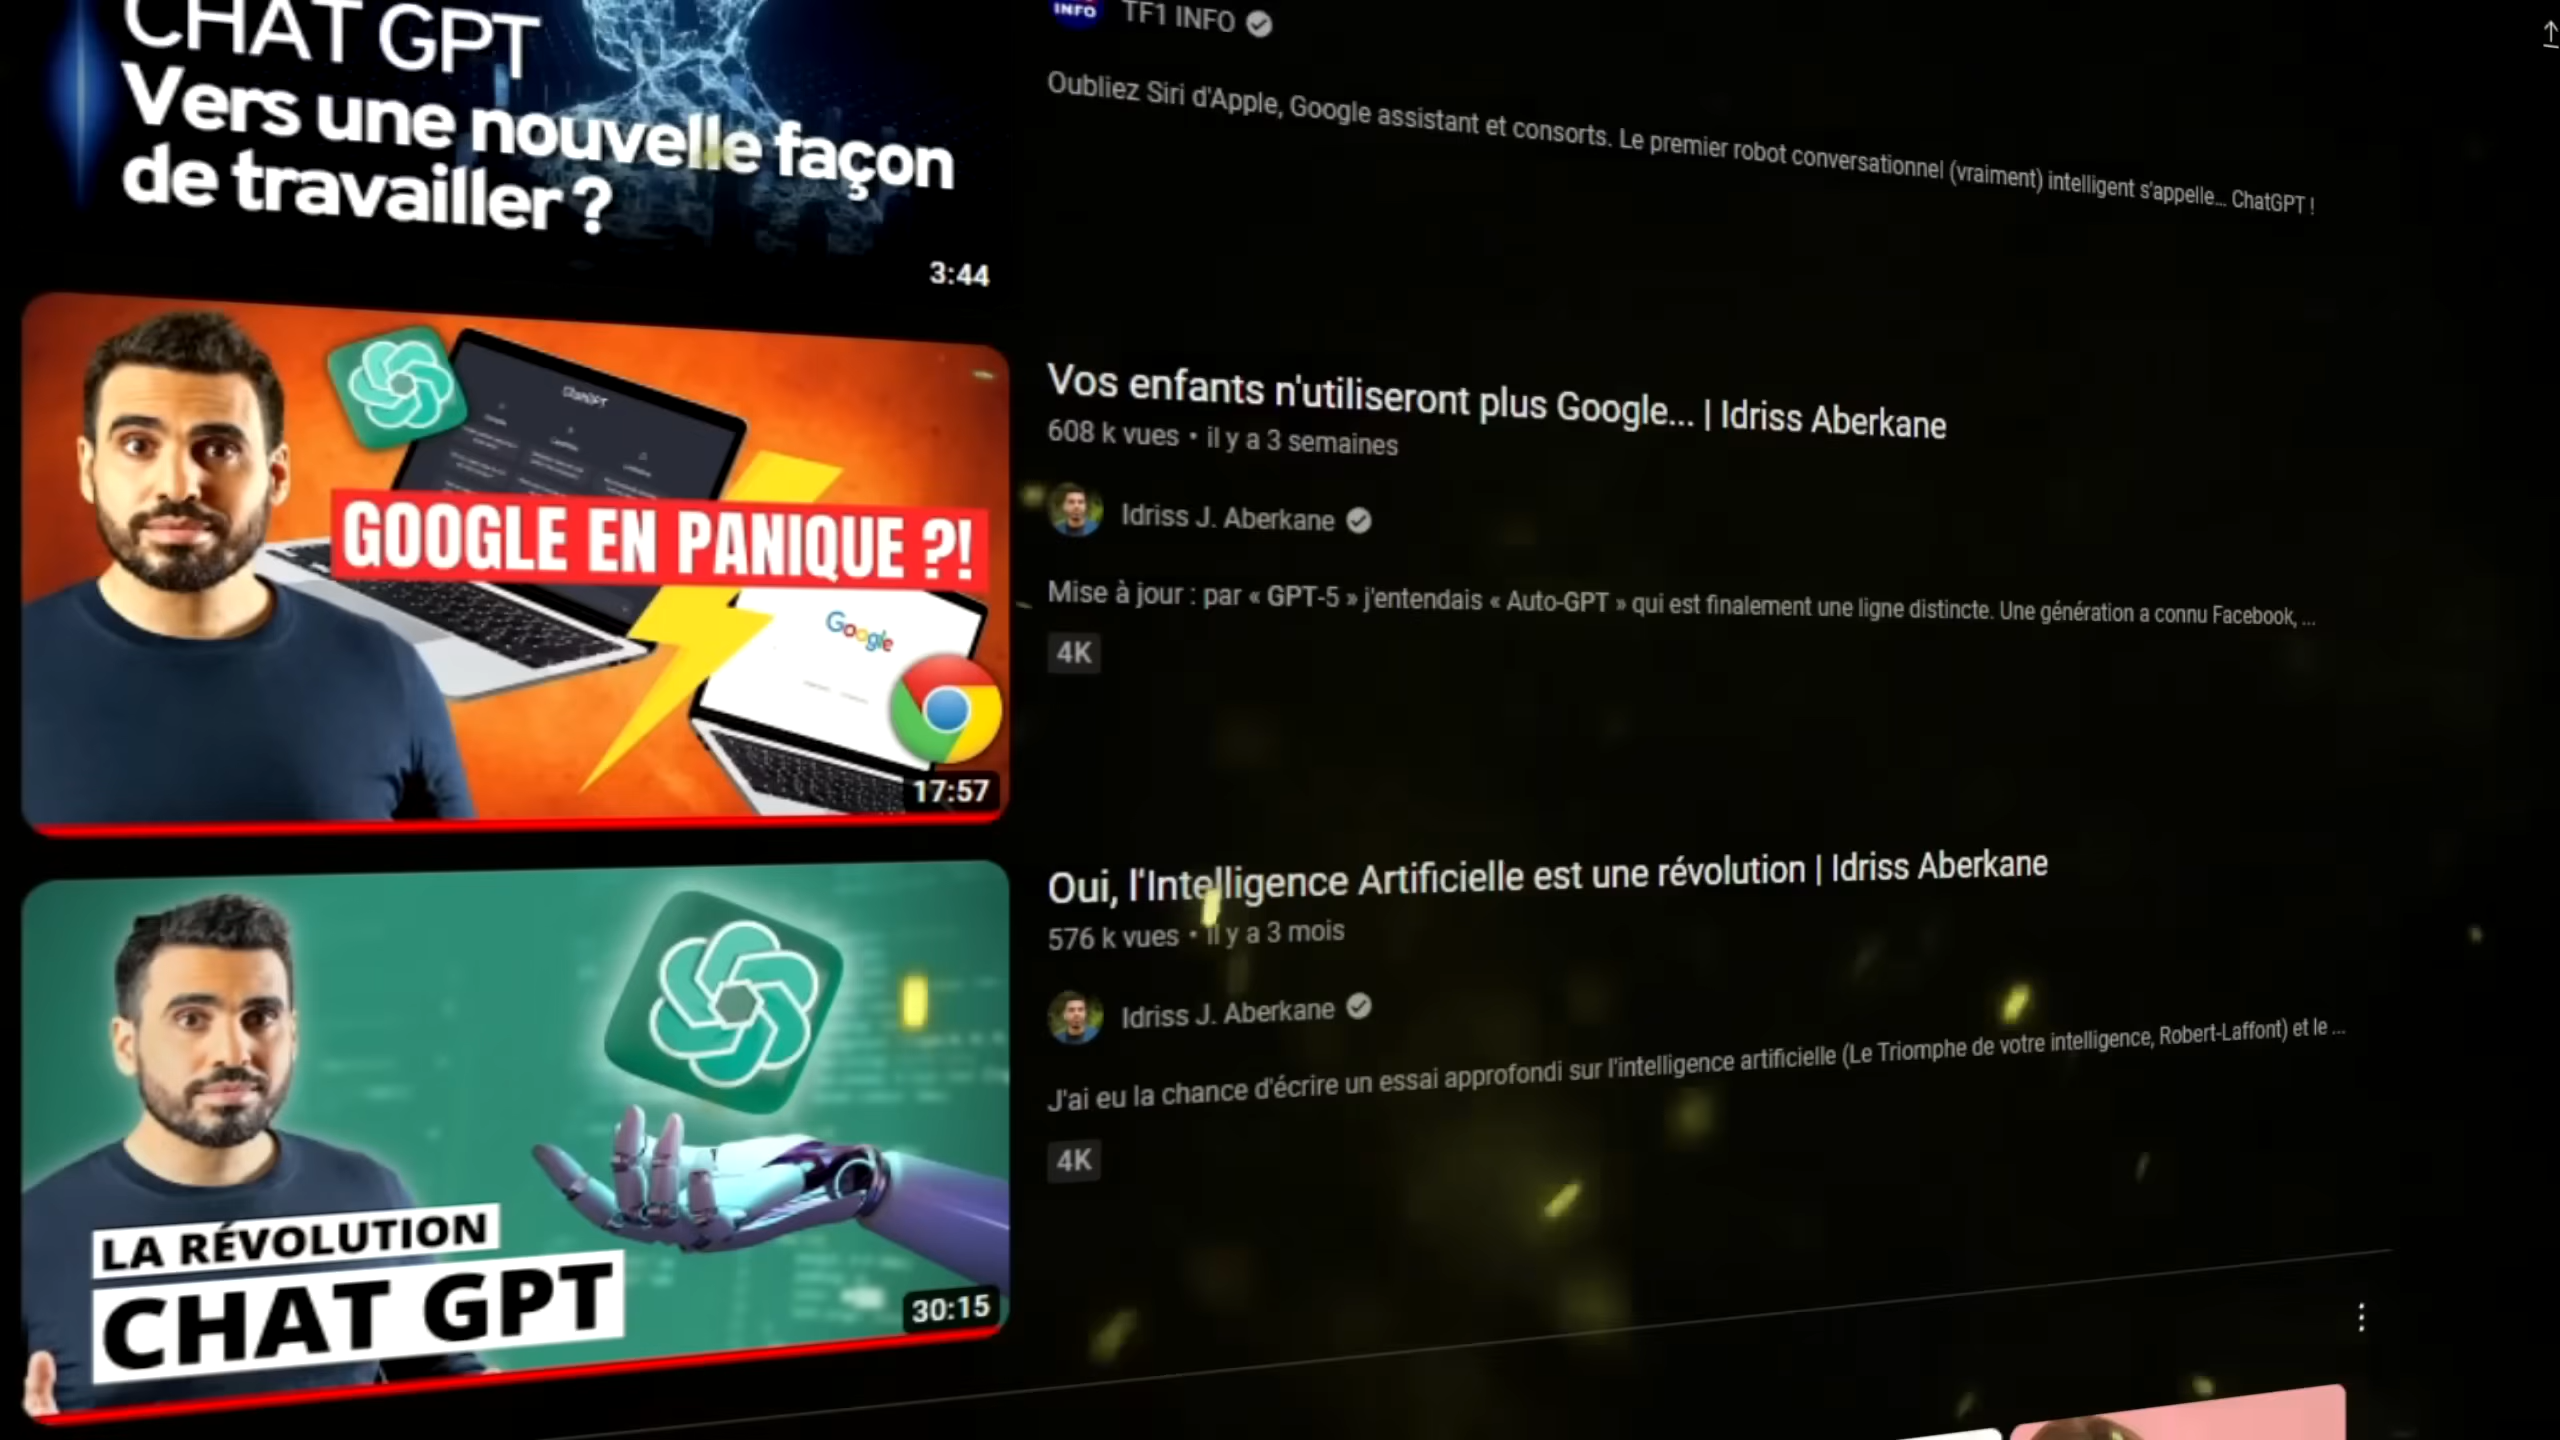 CHAT GPT
Vers une nouvelle façon
de travailler ?
3:44
INFO
TF1 INFO
Oubliez Siri d'Apple, Google assistant et consorts. Le premier robot conversationnel (vraiment) intelligent s'appelle... ChatGPT !
ChatGPT
GOOGLE EN PANIQUE ?!
Google
17:57
Vos enfants n'utiliseront plus Google... | Idriss Aberkane
608 k vues • il y a 3 semaines
Idriss J. Aberkane
Mise à jour : par « GPT-5 » j'entendais « Auto-GPT » qui est finalement une ligne distincte. Une génération a connu Facebook, ...
4K
LA RÉVOLUTION
CHAT GPT
30:15
Oui, l'Intelligence Artificielle est une révolution | Idriss Aberkane
576 k vues • il y a 3 mois
Idriss J. Aberkane
J'ai eu la chance d'écrire un essai approfondi sur l'intelligence artificielle (Le Triomphe de votre intelligence, Robert-Laffont) et le ...
4K